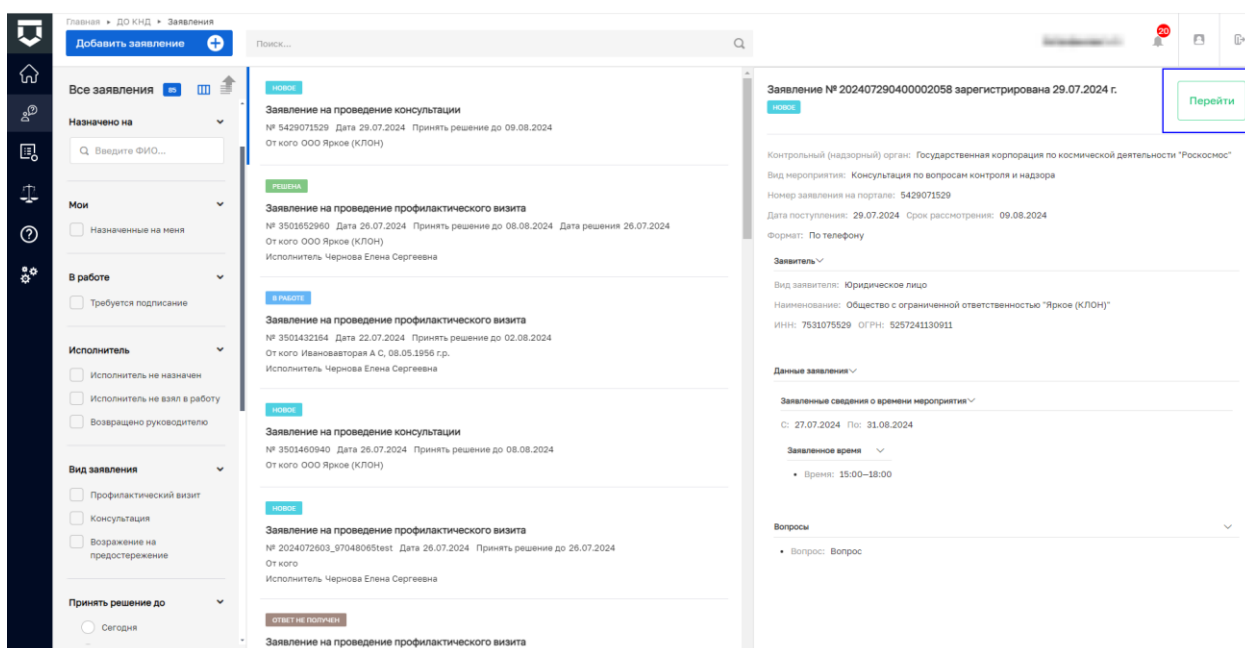 Главная ▸ ДО КНД ▸ Заявления
Добавить заявление
Поиск...
20
Все заявления 85
Назначено на
Введите ФИО...
Мои
Назначенные на меня
В работе
Требуется подписание
Исполнитель
Исполнитель не назначен
Исполнитель не взял в работу
Возвращено руководителю
Вид заявления
Профилактический визит
Консультация
Возражение на
предостережение
Принять решение до
Сегодня
НОВОЕ
Заявление на проведение консультации
№ 5429071529 Дата 29.07.2024 Принять решение до 09.08.2024
От кого ООО Яркое (КЛОН)
РЕШЕНА
Заявление на проведение профилактического визита
№ 3501652960 Дата 26.07.2024 Принять решение до 08.08.2024 Дата решения 26.07.2024
От кого ООО Яркое (КЛОН)
Исполнитель Чернова Елена Сергеевна
В РАБОТЕ
Заявление на проведение профилактического визита
№ 3501432164 Дата 22.07.2024 Принять решение до 02.08.2024
От кого Ивановавторая А С, 08.05.1956 г.р.
Исполнитель Чернова Елена Сергеевна
НОВОЕ
Заявление на проведение консультации
№ 3501460940 Дата 26.07.2024 Принять решение до 08.08.2024
От кого ООО Яркое (КЛОН)
НОВОЕ
Заявление на проведение профилактического визита
№ 2024072603_97048065test Дата 26.07.2024 Принять решение до 26.07.2024
От кого
Исполнитель Чернова Елена Сергеевна
ОТВЕТ НЕ ПОЛУЧЕН
Заявление на проведение профилактического визита
Заявление № 202407290400002058 зарегистрирована 29.07.2024 г.
НОВОЕ
Перейти
Контрольный (надзорный) орган: Государственная корпорация по космической деятельности "Роскосмос"
Вид мероприятия: Консультация по вопросам контроля и надзора
Номер заявления на портале: 5429071529
Дата поступления: 29.07.2024 Срок рассмотрения: 09.08.2024
Формат: По телефону
Заявитель
Вид заявителя: Юридическое лицо
Наименование: Общество с ограниченной ответственностью "Яркое (КЛОН)"
ИНН: 7531075529 ОГРН: 5257241130911
Данные заявления
Заявленные сведения о времени мероприятия
С: 27.07.2024 По: 31.08.2024
Заявленное время
• Время: 15:00—18:00
Вопросы
• Вопрос: Вопрос